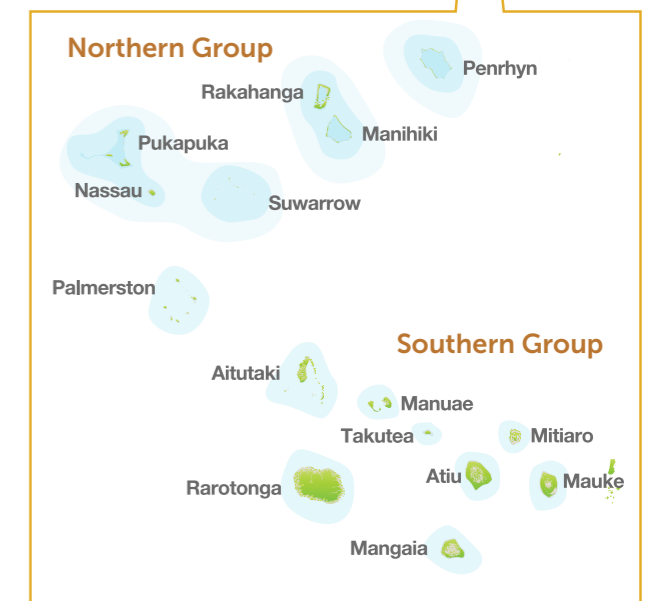 Northern Group
Penrhyn
Rakahanga
Manihiki
Pukapuka
Nassau
Suwarrow
Palmerston
Southern Group
Aitutaki
Manuae
Takutea
Mitiaro
Atiu
Mauke
Rarotonga
Mangaia